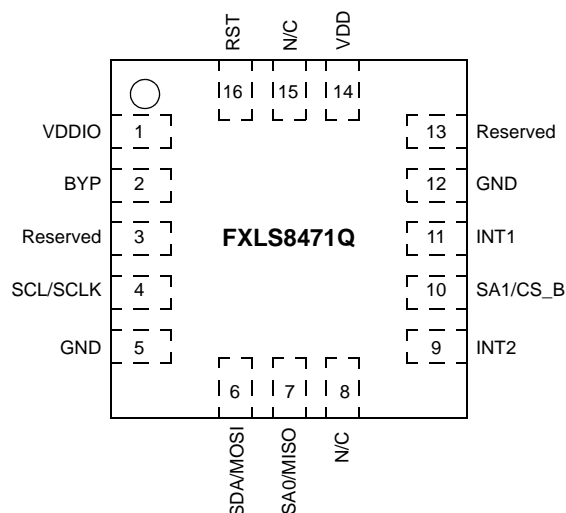 RST
N/C
VDD
16
15
14
VDDIO 1
13 Reserved
BYP 2
12 GND
Reserved 3
FXLS8471Q
11 INT1
SCL/SCLK 4
10 SA1/CS_B
GND 5
9 INT2
6
7
8
SDA/MOSI
SA0/MISO
N/C